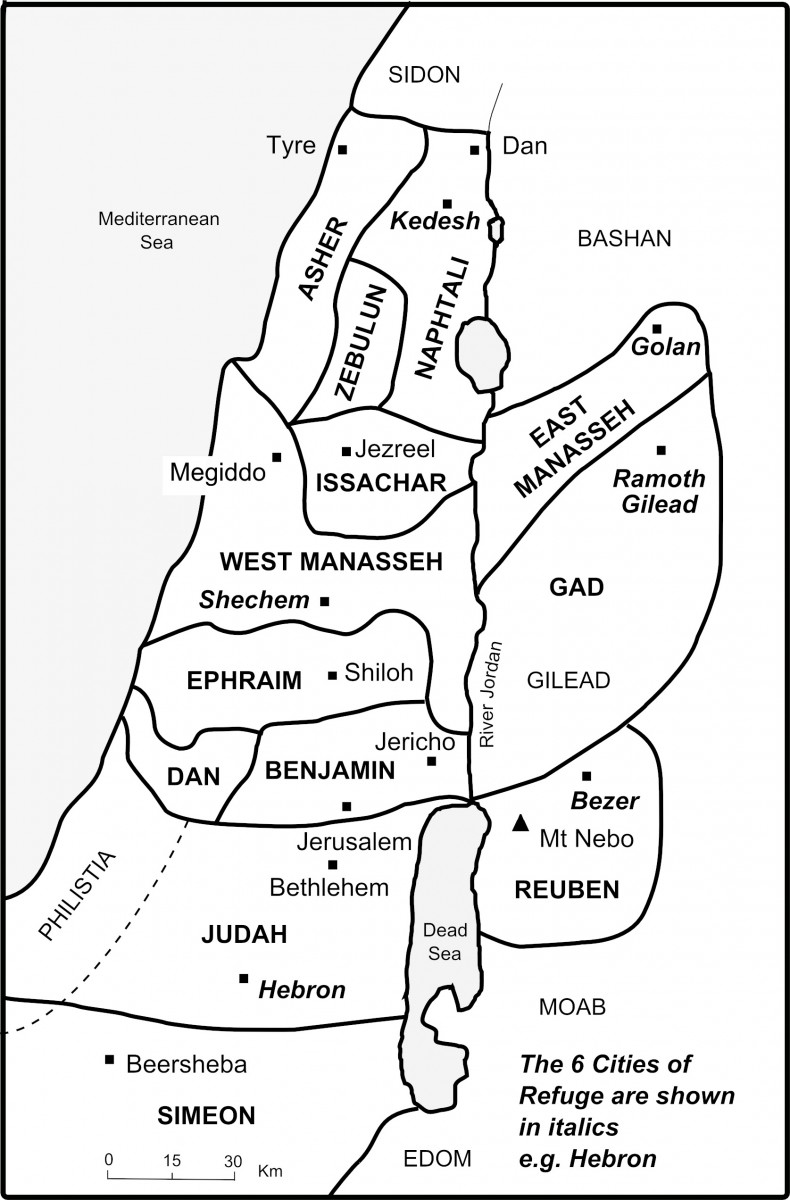 SIDON
Tyre
Dan
Mediterranean
Sea
Kedesh
BASHAN
ASHER
NAPHTALI
ZEBULUN
Golan
EAST
MANASSEH
Jezreel
Megiddo
ISSACHAR
Ramoth
Gilead
WEST MANASSEH
GAD
Shechem
EPHRAIM
Shiloh
River Jordan
GILEAD
Jericho
DAN
BENJAMIN
Bezer
Mt Nebo
Jerusalem
PHILISTIA
Bethlehem
REUBEN
JUDAH
Dead
Sea
Hebron
MOAB
Beersheba
The 6 Cities of
Refuge are shown
in italics
e.g. Hebron
SIMEON
EDOM
0 15 30
Km